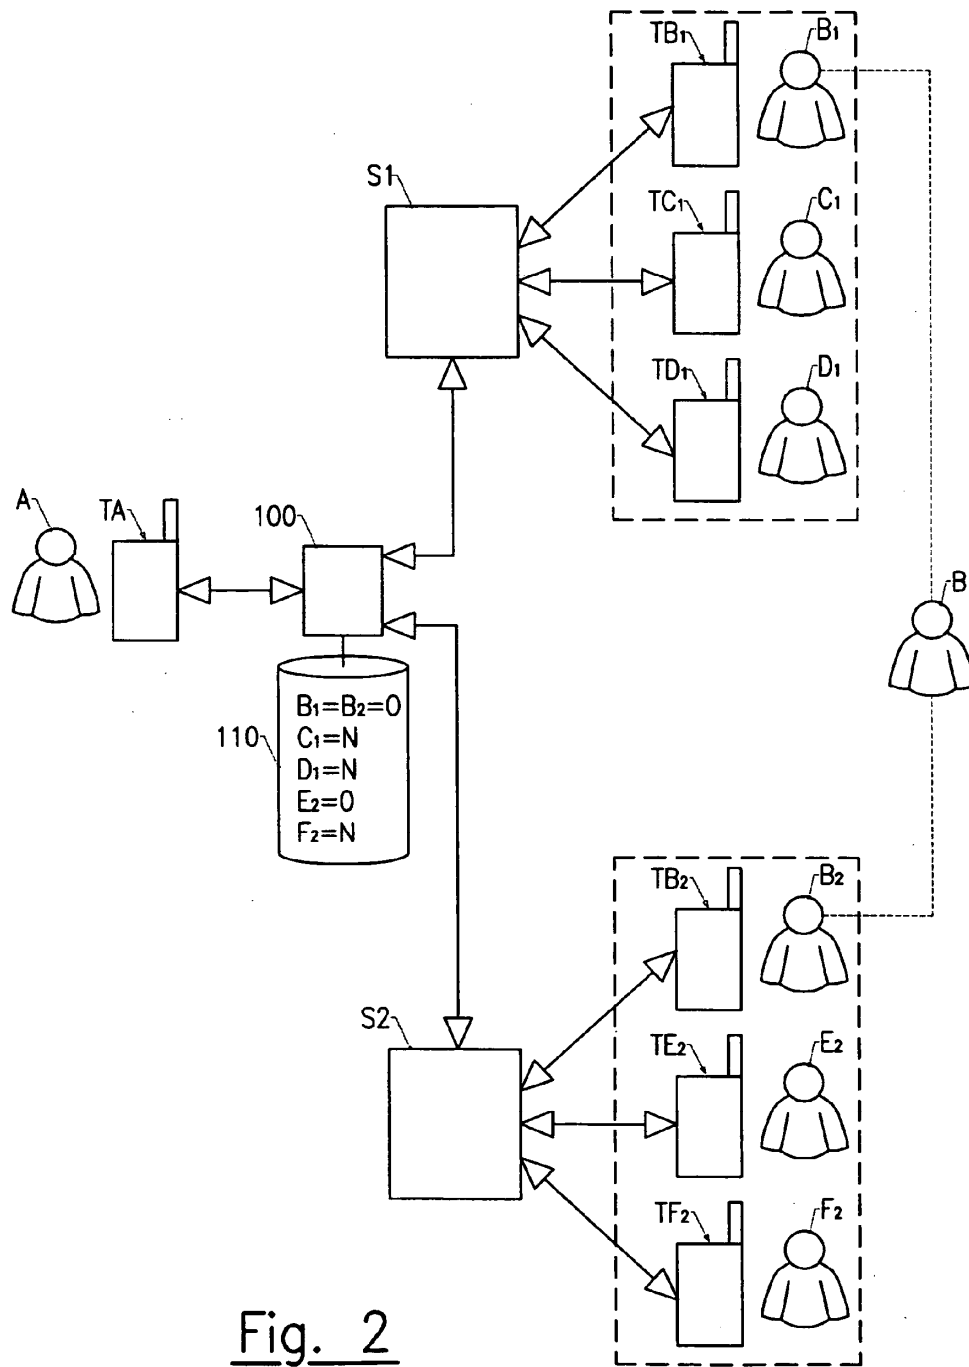 TB1
B1
S1
TC1
C1
TD1
D1
A
TA
100
B
B1=B2=0
110
C1=N
D1=N
E2=0
F2=N
TB2
B2
S2
TE2
E2
TF2
F2
Fig. 2